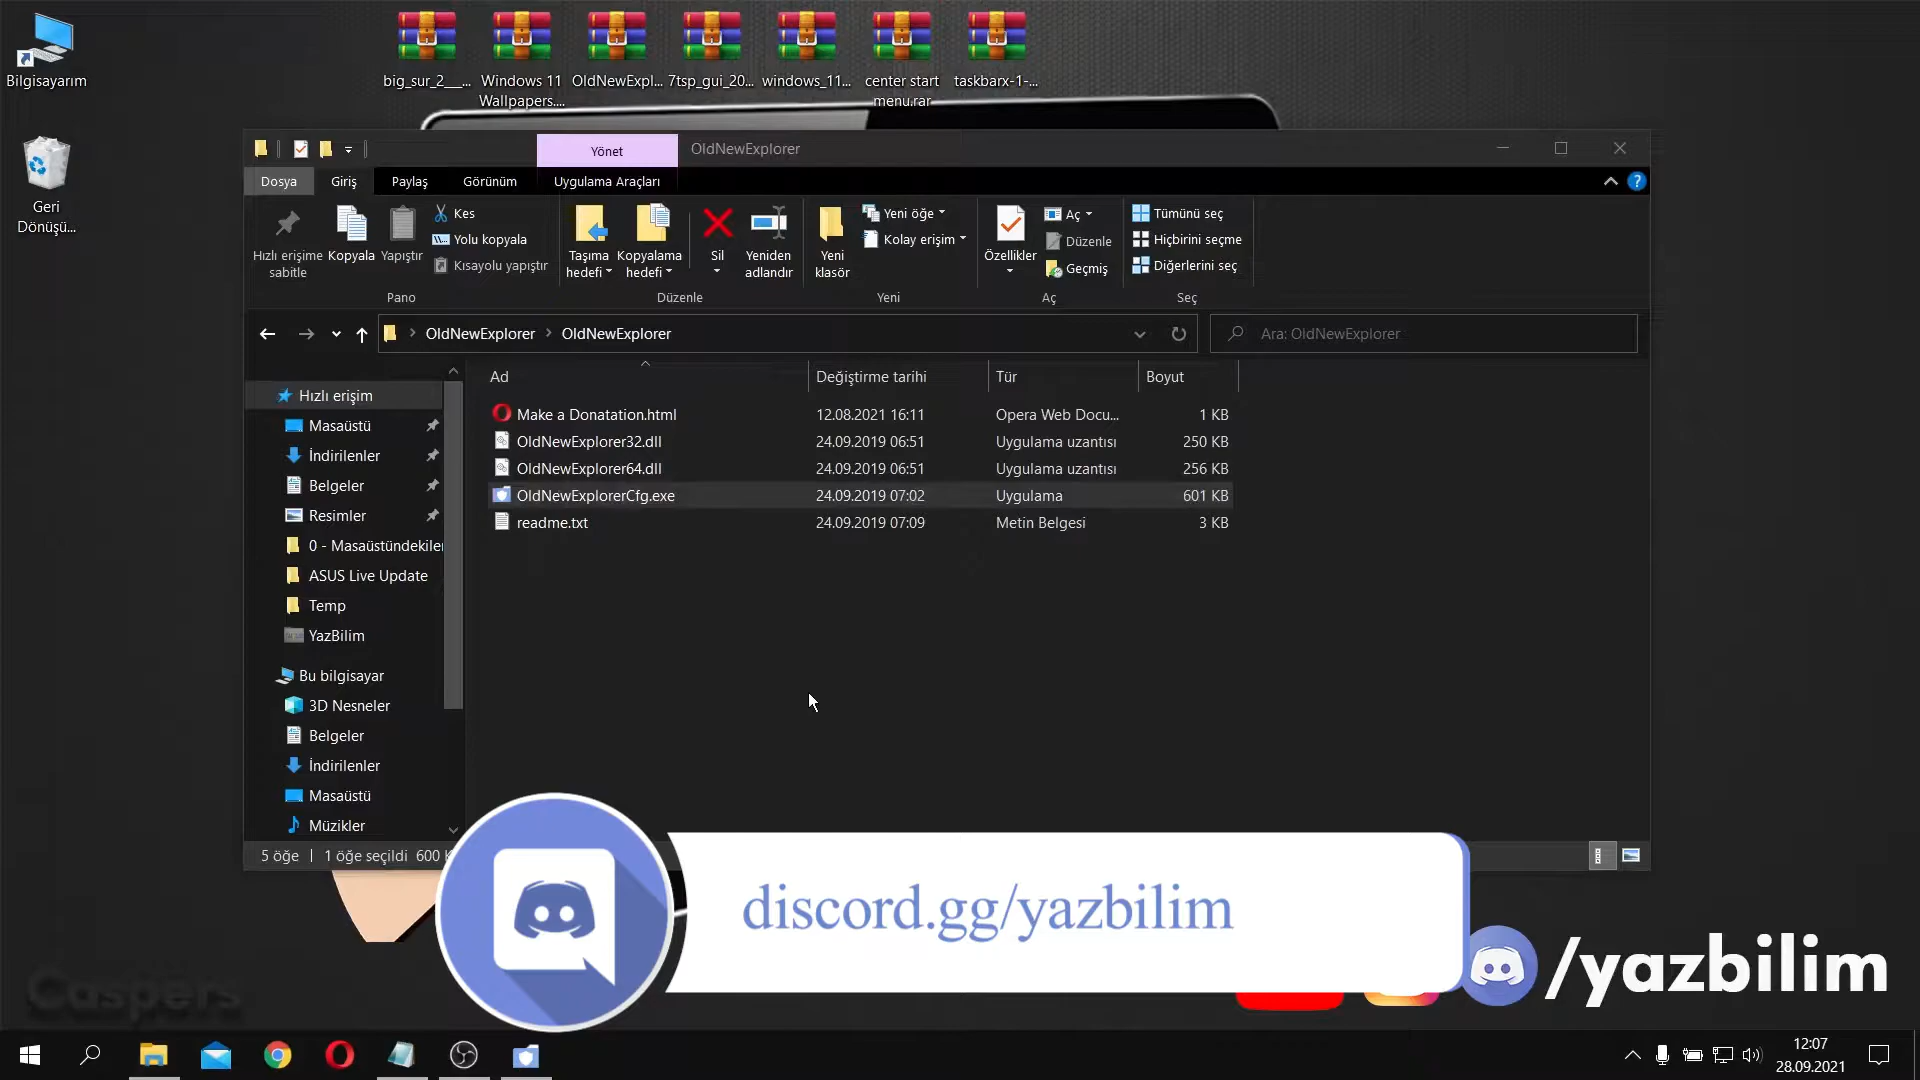 Bilgisayarım
big_sur_2___...
Windows 11
Wallpapers....
OldNewExpl...
7tsp_gui_20...
windows_11...
center start
menu.rar
taskbarx-1-...
Geri
Dönüşü...
Yönet
OldNewExplorer
Dosya
Giriş
Paylaş
Görünüm
Uygulama Araçları
Hızlı erişime
sabitle
Kopyala
Yapıştır
Kes
Yolu kopyala
Kısayolu yapıştır
Taşıma
hedefi
Kopyalama
hedefi
Sil
Yeniden
adlandır
Yeni
klasör
Yeni öğe
Kolay erişim
Özellikler
Aç
Düzenle
Geçmiş
Tümünü seç
Hiçbirini seçme
Diğerlerini seç
Pano
Düzenle
Yeni
Aç
Seç
OldNewExplorer
OldNewExplorer
Ara: OldNewExplorer
Ad Değiştirme tarihi Tür Boyut
Make a Donatation.html 12.08.2021 16:11 Opera Web Docu... 1 KB
OldNewExplorer32.dll 24.09.2019 06:51 Uygulama uzantısı 250 KB
OldNewExplorer64.dll 24.09.2019 06:51 Uygulama uzantısı 256 KB
OldNewExplorerCfg.exe 24.09.2019 07:02 Uygulama 601 KB
readme.txt 24.09.2019 07:09 Metin Belgesi 3 KB
Hızlı erişim
Masaüstü
İndirilenler
Belgeler
Resimler
0 - Masaüstündekiler
ASUS Live Update
Temp
YazBilim
Bu bilgisayar
3D Nesneler
Belgeler
İndirilenler
Masaüstü
Müzikler
5 öğe
1 öğe seçildi 600 K
discord.gg/yazbilim
/yazbilim
Caspers
12:07
28.09.2021